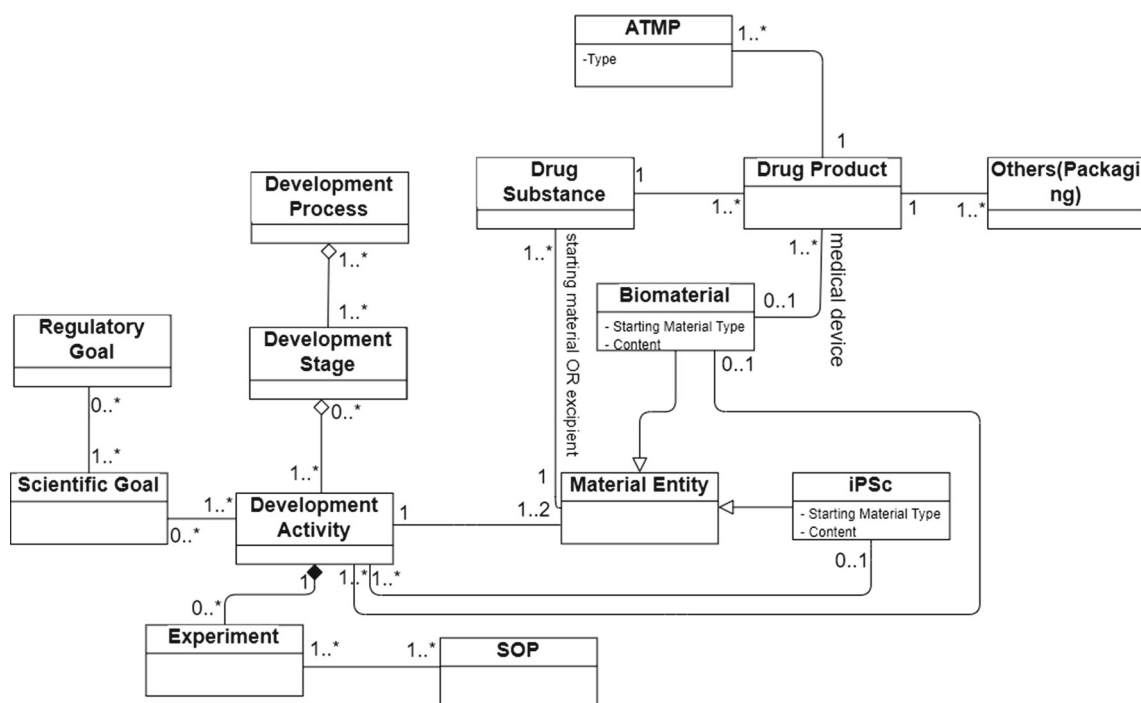 ATMP
-Type
1..*
1
Drug
Substance
1
1..*
Drug Product
1
1..*
Others(Packagi
ng)
Development
Process
1..*
1..*
starting material OR excipient
1..*
1..*
medical device
Biomaterial
- Starting Material Type
- Content
0..1
0..1
Regulatory
Goal
Development
Stage
0..*
0..*
1..*
1..*
Scientific Goal
1..*
0..*
Development
Activity
1
1
1..2
Material Entity
iPSc
- Starting Material Type
- Content
0..1
1
1..*
1..*
0..*
Experiment
1..*
1..*
SOP